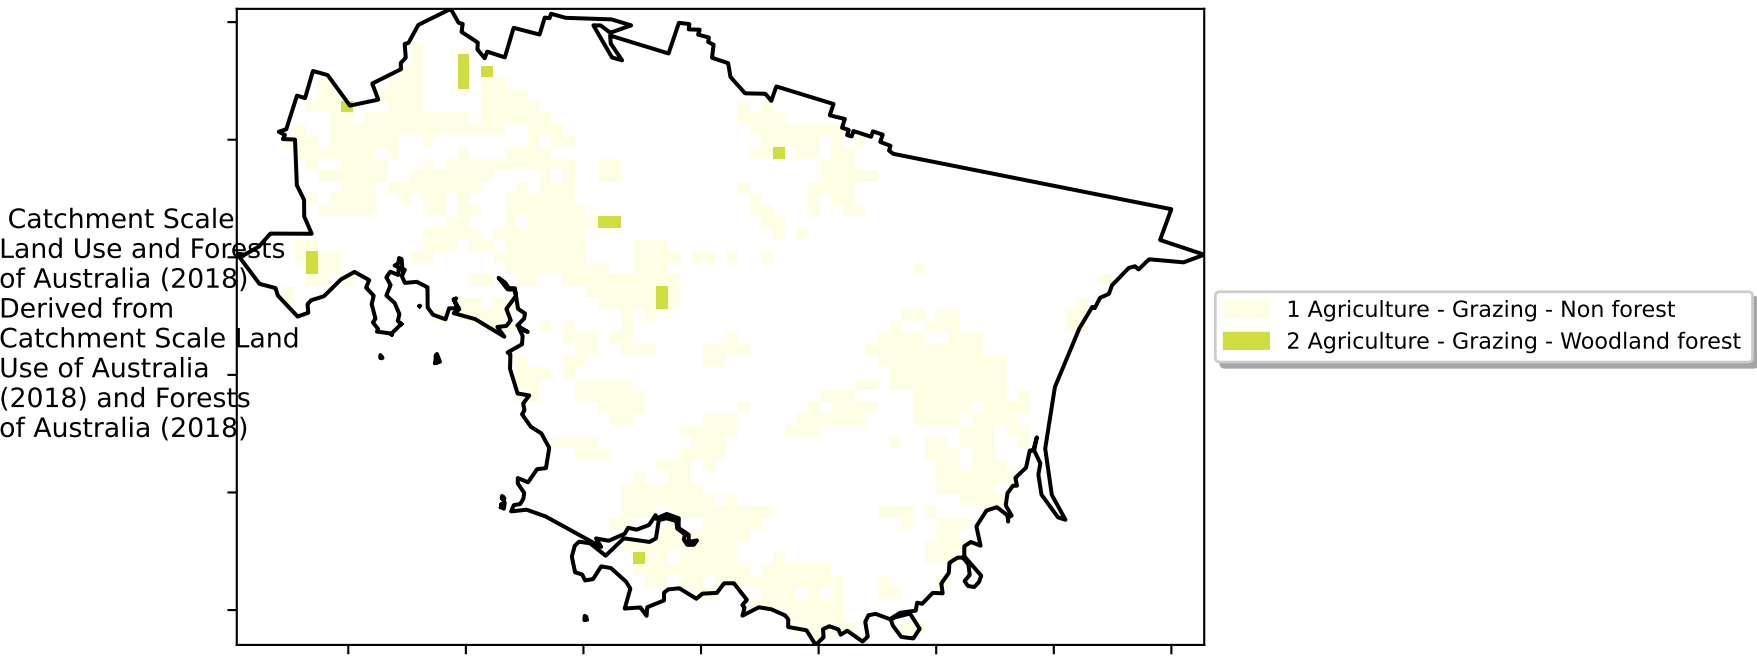 Catchment Scale
Land Use and Forests
of Australia (2018)
Derived from
Catchment Scale Land
Use of Australia
(2018) and Forests
of Australia (2018)
1 Agriculture - Grazing - Non forest
2 Agriculture - Grazing - Woodland forest